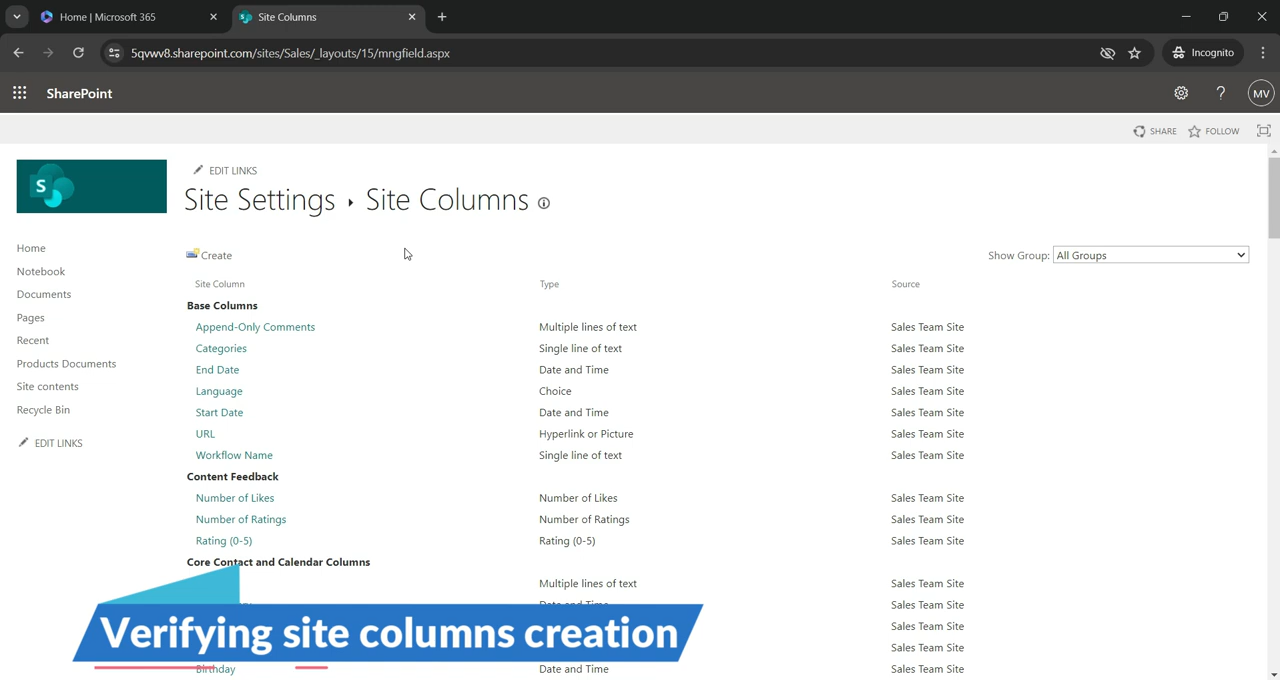 Home | Microsoft 365
Site Columns
5qvwv8.sharepoint.com/sites/Sales/_layouts/15/mngfield.aspx
Incognito
SharePoint
MV
SHARE
FOLLOW
S
EDIT LINKS
Site Settings
Site Columns
Home
Notebook
Documents
Pages
Recent
Products Documents
Site contents
Recycle Bin
EDIT LINKS
Create
Show Group: All Groups
Site Column Type Source
Base Columns
Append-Only Comments Multiple lines of text Sales Team Site
Categories Single line of text Sales Team Site
End Date Date and Time Sales Team Site
Language Choice Sales Team Site
Start Date Date and Time Sales Team Site
URL Hyperlink or Picture Sales Team Site
Workflow Name Single line of text Sales Team Site
Content Feedback
Number of Likes Number of Likes Sales Team Site
Number of Ratings Number of Ratings Sales Team Site
Rating (0-5) Rating (0-5) Sales Team Site
Core Contact and Calendar Columns
Multiple lines of text Sales Team Site
Date and Time Sales Team Site
Sales Team Site
Sales Team Site
Birthday Date and Time Sales Team Site
Verifying site columns creation